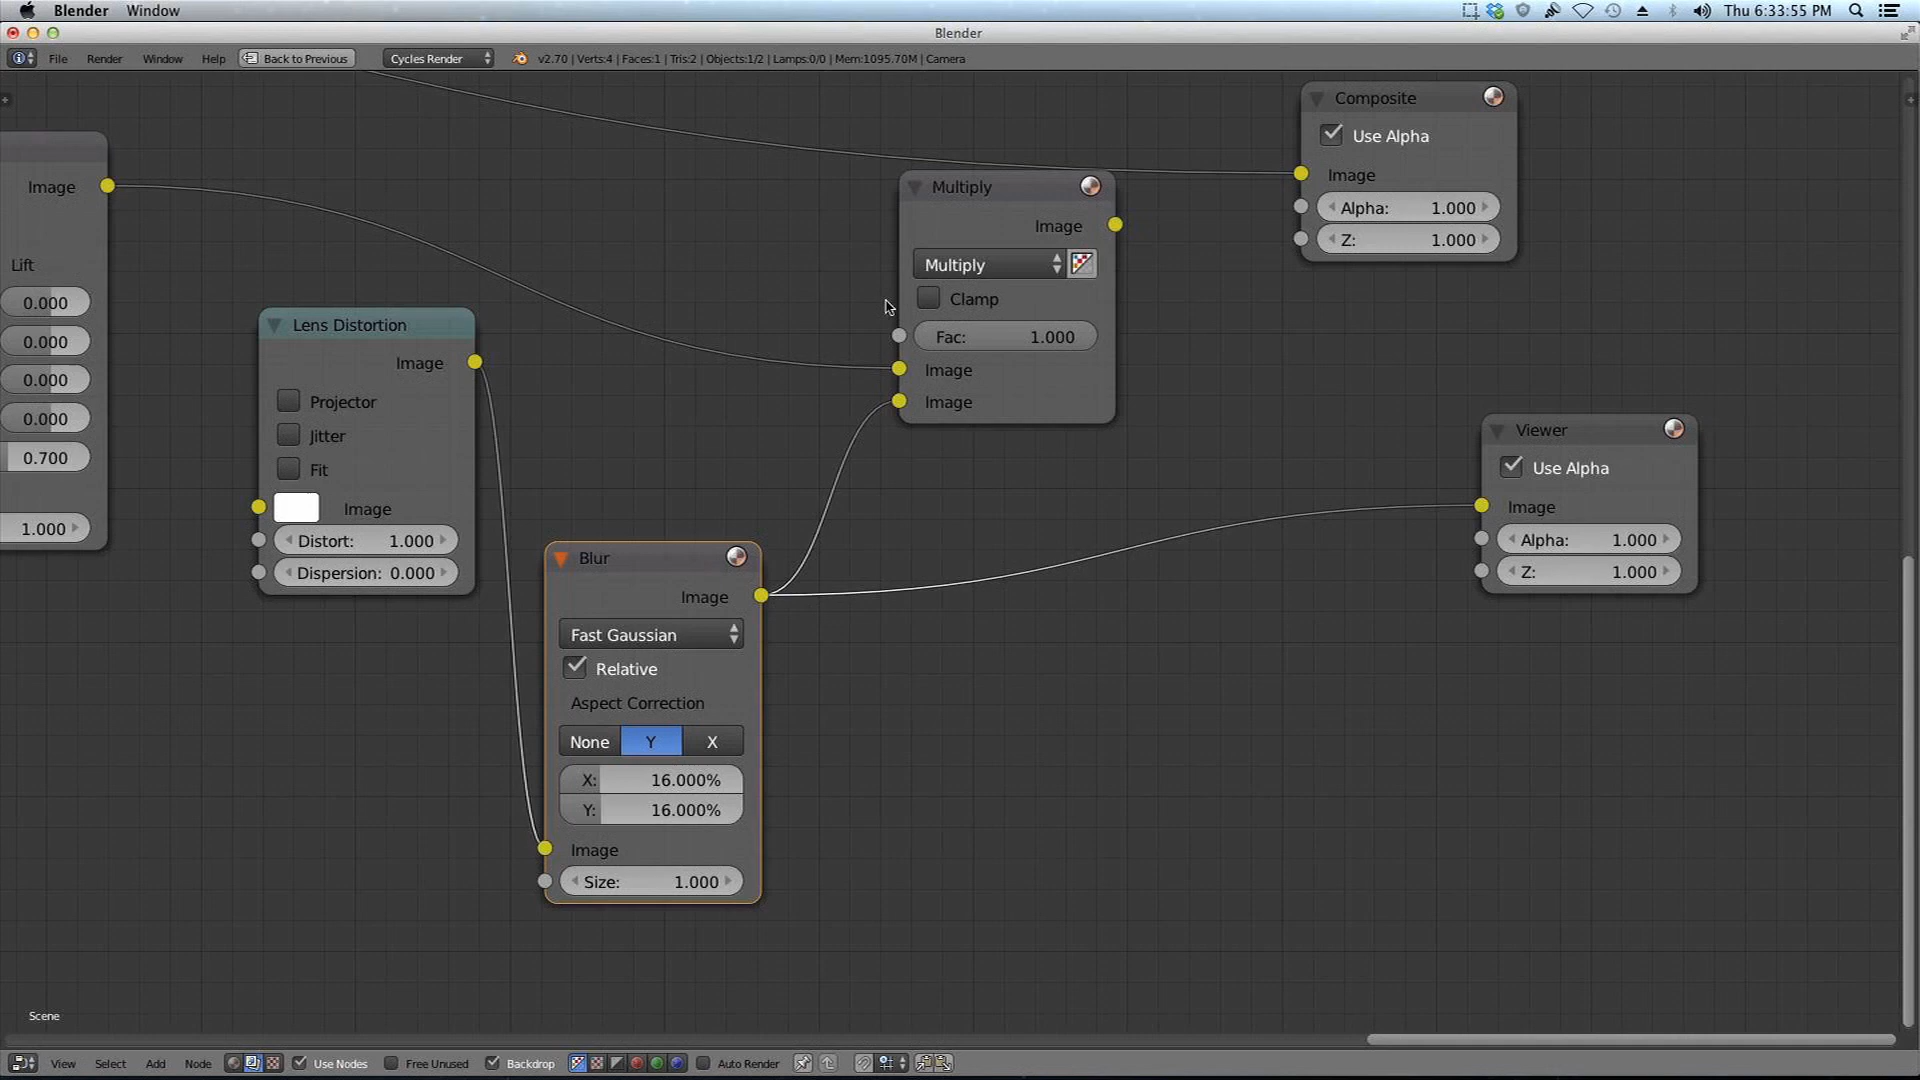 Blender Window Thu 6:33:55 PM
Blender
File Render Window Help Back to Previous Cycles Render v2.70 | Verts:4 | Faces:1 | Tris:2 | Objects:1/2 | Lamps:0/0 | Mem:1095.70M | Camera
Image
Lift
0.000
0.000
0.000
0.000
0.700
1.000
Lens Distortion
Image
Projector
Jitter
Fit
Image
Distort: 1.000
Dispersion: 0.000
Blur
Image
Fast Gaussian
Relative
Aspect Correction
None Y X
X: 16.000%
Y: 16.000%
Image
Size: 1.000
Multiply
Image
Multiply
Clamp
Fac: 1.000
Image
Image
Composite
Use Alpha
Image
Alpha: 1.000
Z: 1.000
Viewer
Use Alpha
Image
Alpha: 1.000
Z: 1.000
Scene
View Select Add Node Use Nodes Free Unused Backdrop Auto Render